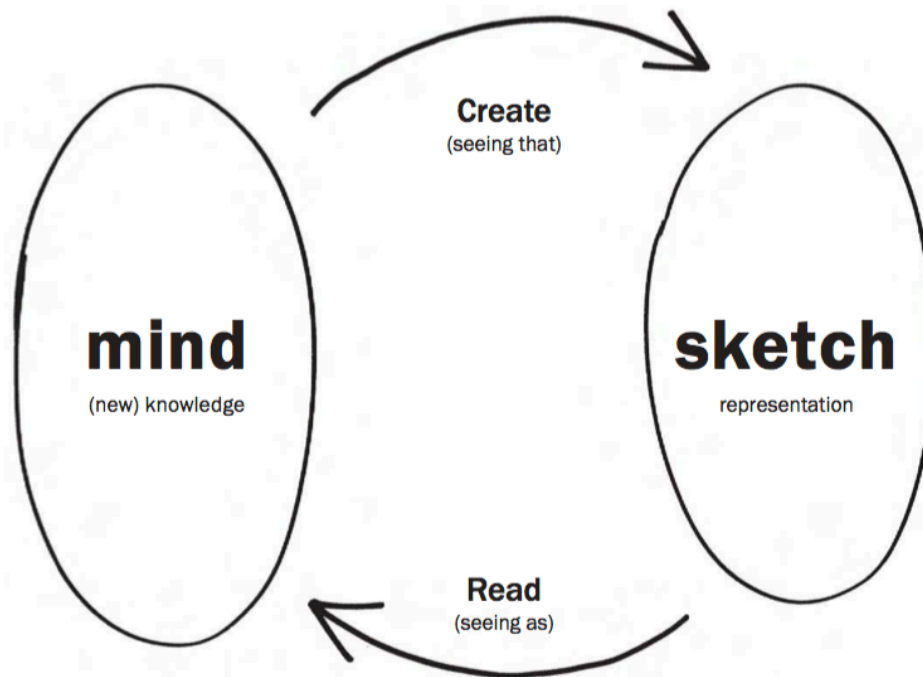 Create
(seeing that)
mind
(new) knowledge
sketch
representation
Read
(seeing as)